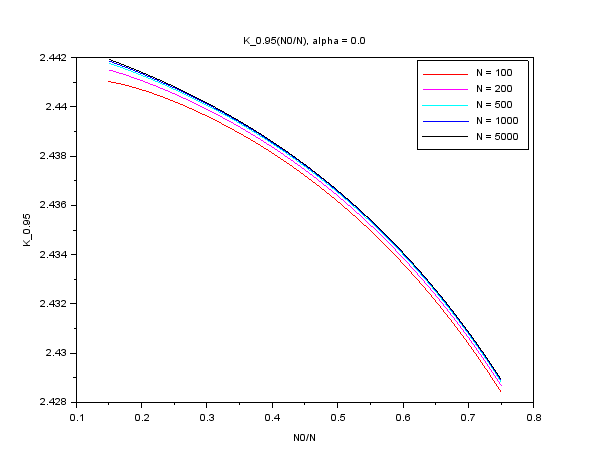 K_0.95(N0/N), alpha = 0.0
2.442
2.44
2.438
2.436
2.434
2.432
2.43
2.428
K_0.95
N = 100
N = 200
N = 500
N = 1000
N = 5000
0.1 0.2 0.3 0.4 0.5 0.6 0.7 0.8
N0/N